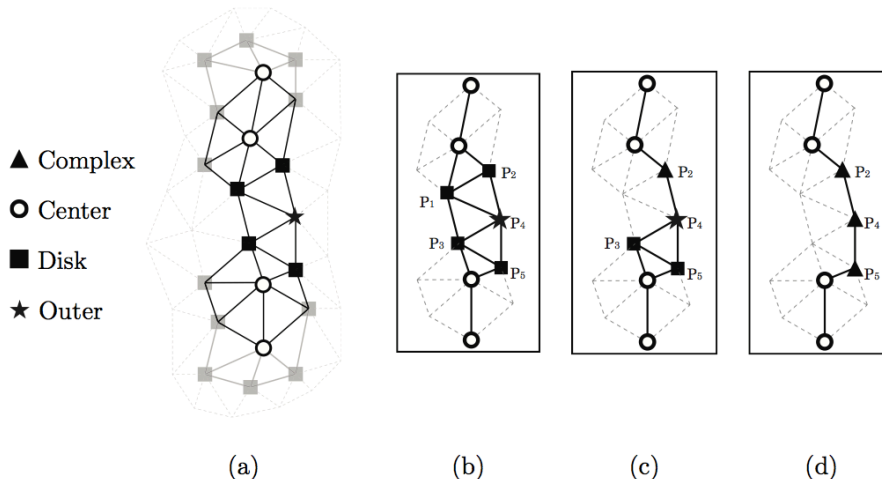 Complex
Center
Disk
Outer
P₂
P₁
P₄
P₃
P₅
P₂
P₄
P₃
P₅
P₂
P₄
P₅
(a)
(b)
(c)
(d)